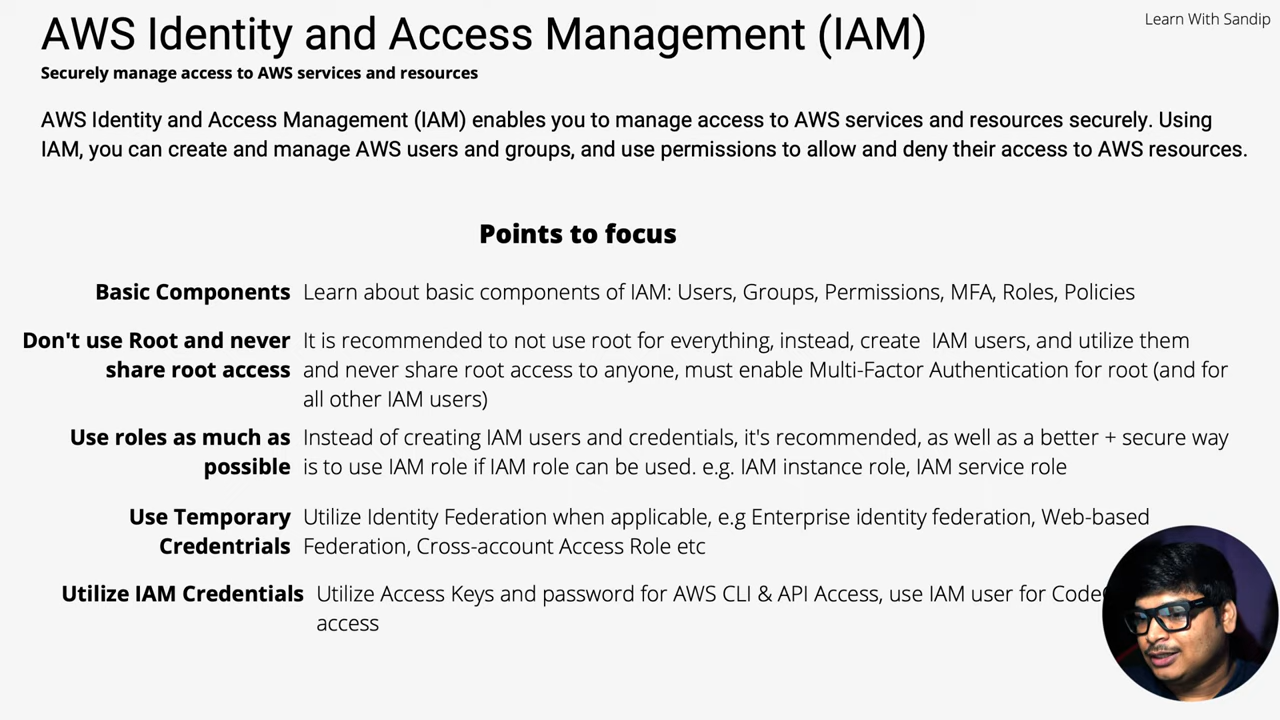 AWS Identity and Access Management (IAM)
Learn With Sandip
Securely manage access to AWS services and resources
AWS Identity and Access Management (IAM) enables you to manage access to AWS services and resources securely. Using
IAM, you can create and manage AWS users and groups, and use permissions to allow and deny their access to AWS resources.
Points to focus
Basic Components
Learn about basic components of IAM: Users, Groups, Permissions, MFA, Roles, Policies
Don't use Root and never
share root access
It is recommended to not use root for everything, instead, create IAM users, and utilize them
and never share root access to anyone, must enable Multi-Factor Authentication for root (and for
all other IAM users)
Use roles as much as
possible
Instead of creating IAM users and credentials, it's recommended, as well as a better + secure way
is to use IAM role if IAM role can be used. e.g. IAM instance role, IAM service role
Use Temporary
Credentrials
Utilize Identity Federation when applicable, e.g Enterprise identity federation, Web-based
Federation, Cross-account Access Role etc
Utilize IAM Credentials
Utilize Access Keys and password for AWS CLI & API Access, use IAM user for
access